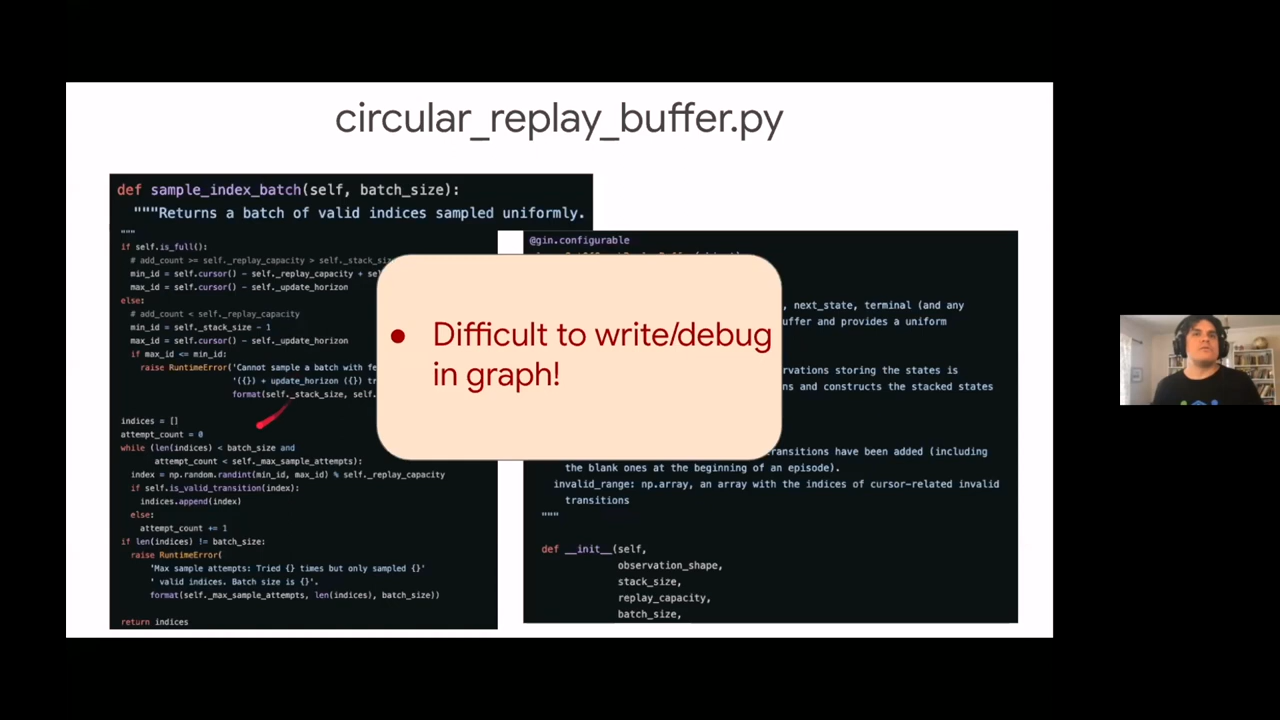 circular_replay_buffer.py
def sample_index_batch(self, batch_size):
"""Returns a batch of valid indices sampled uniformly.
"""
if self.is_full():
# add_count >= self._replay_capacity > self._stack_size
min_id = self.cursor() - self._replay_capacity +
max_id = self.cursor() - self._update_horizon
else:
# add_count < self._replay_capacity
min_id = self._stack_size - 1
max_id = self.cursor() - self._update_horizon
if max_id <= min_id:
raise RuntimeError('Cannot sample a batch with
'({}) + update_horizon ({})
format(self._stack_size,
indices = []
attempt_count = 0
while (len(indices) < batch_size and
attempt_count < self._max_sample_attempts):
index = np.random.randint(min_id, max_id) % self._replay_capacity
if self.is_valid_transition(index):
indices.append(index)
else:
attempt_count += 1
if len(indices) != batch_size:
raise RuntimeError(
'Max sample attempts: Tried {} times but only sampled {}'
' valid indices. Batch size is {}'.
format(self._max_sample_attempts, len(indices), batch_size))
return indices
● Difficult to write/debug
in graph!
@gin.configurable
, next_state, terminal (and any
and provides a uniform
storing the states is
and constructs the stacked states
have been added (including
the blank ones at the beginning of an episode).
invalid_range: np.array, an array with the indices of cursor-related invalid
transitions
"""
def __init__(self,
observation_shape,
stack_size,
replay_capacity,
batch_size,